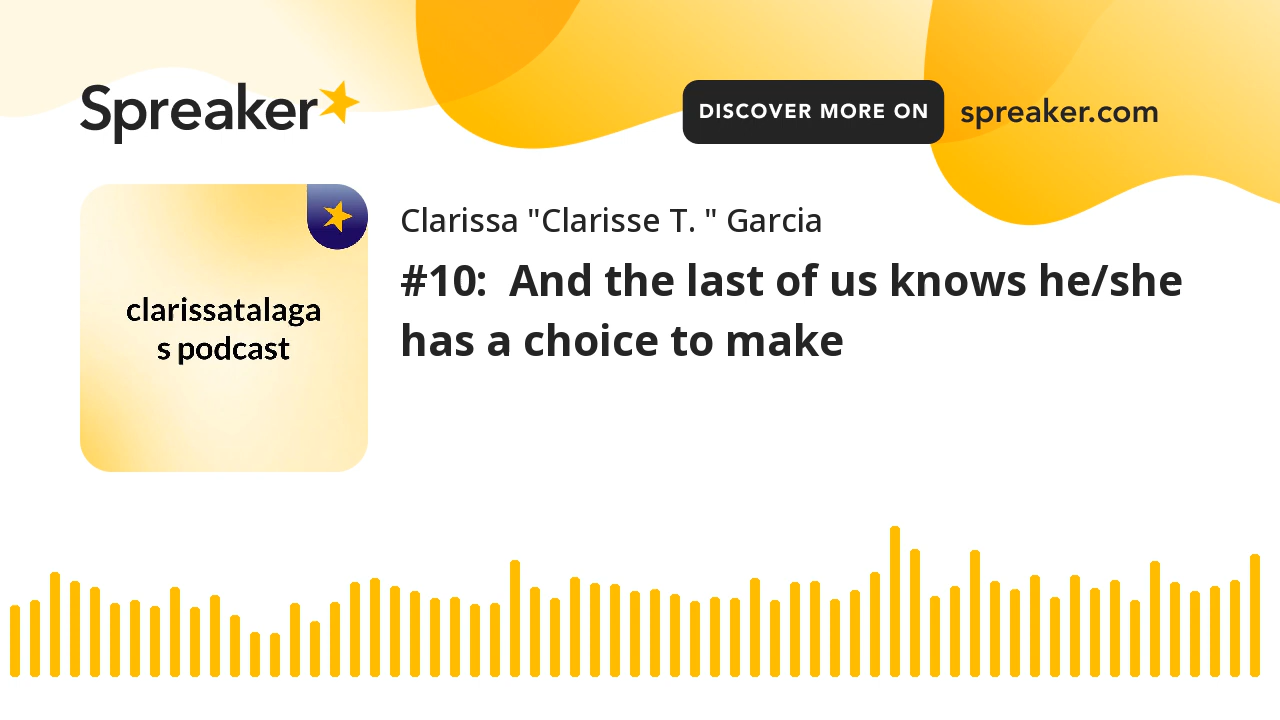 Spreaker
DISCOVER MORE ON spreaker.com
clarissatalaga
s podcast
Clarissa "Clarisse T. " Garcia
#10:  And the last of us knows he/she
has a choice to make